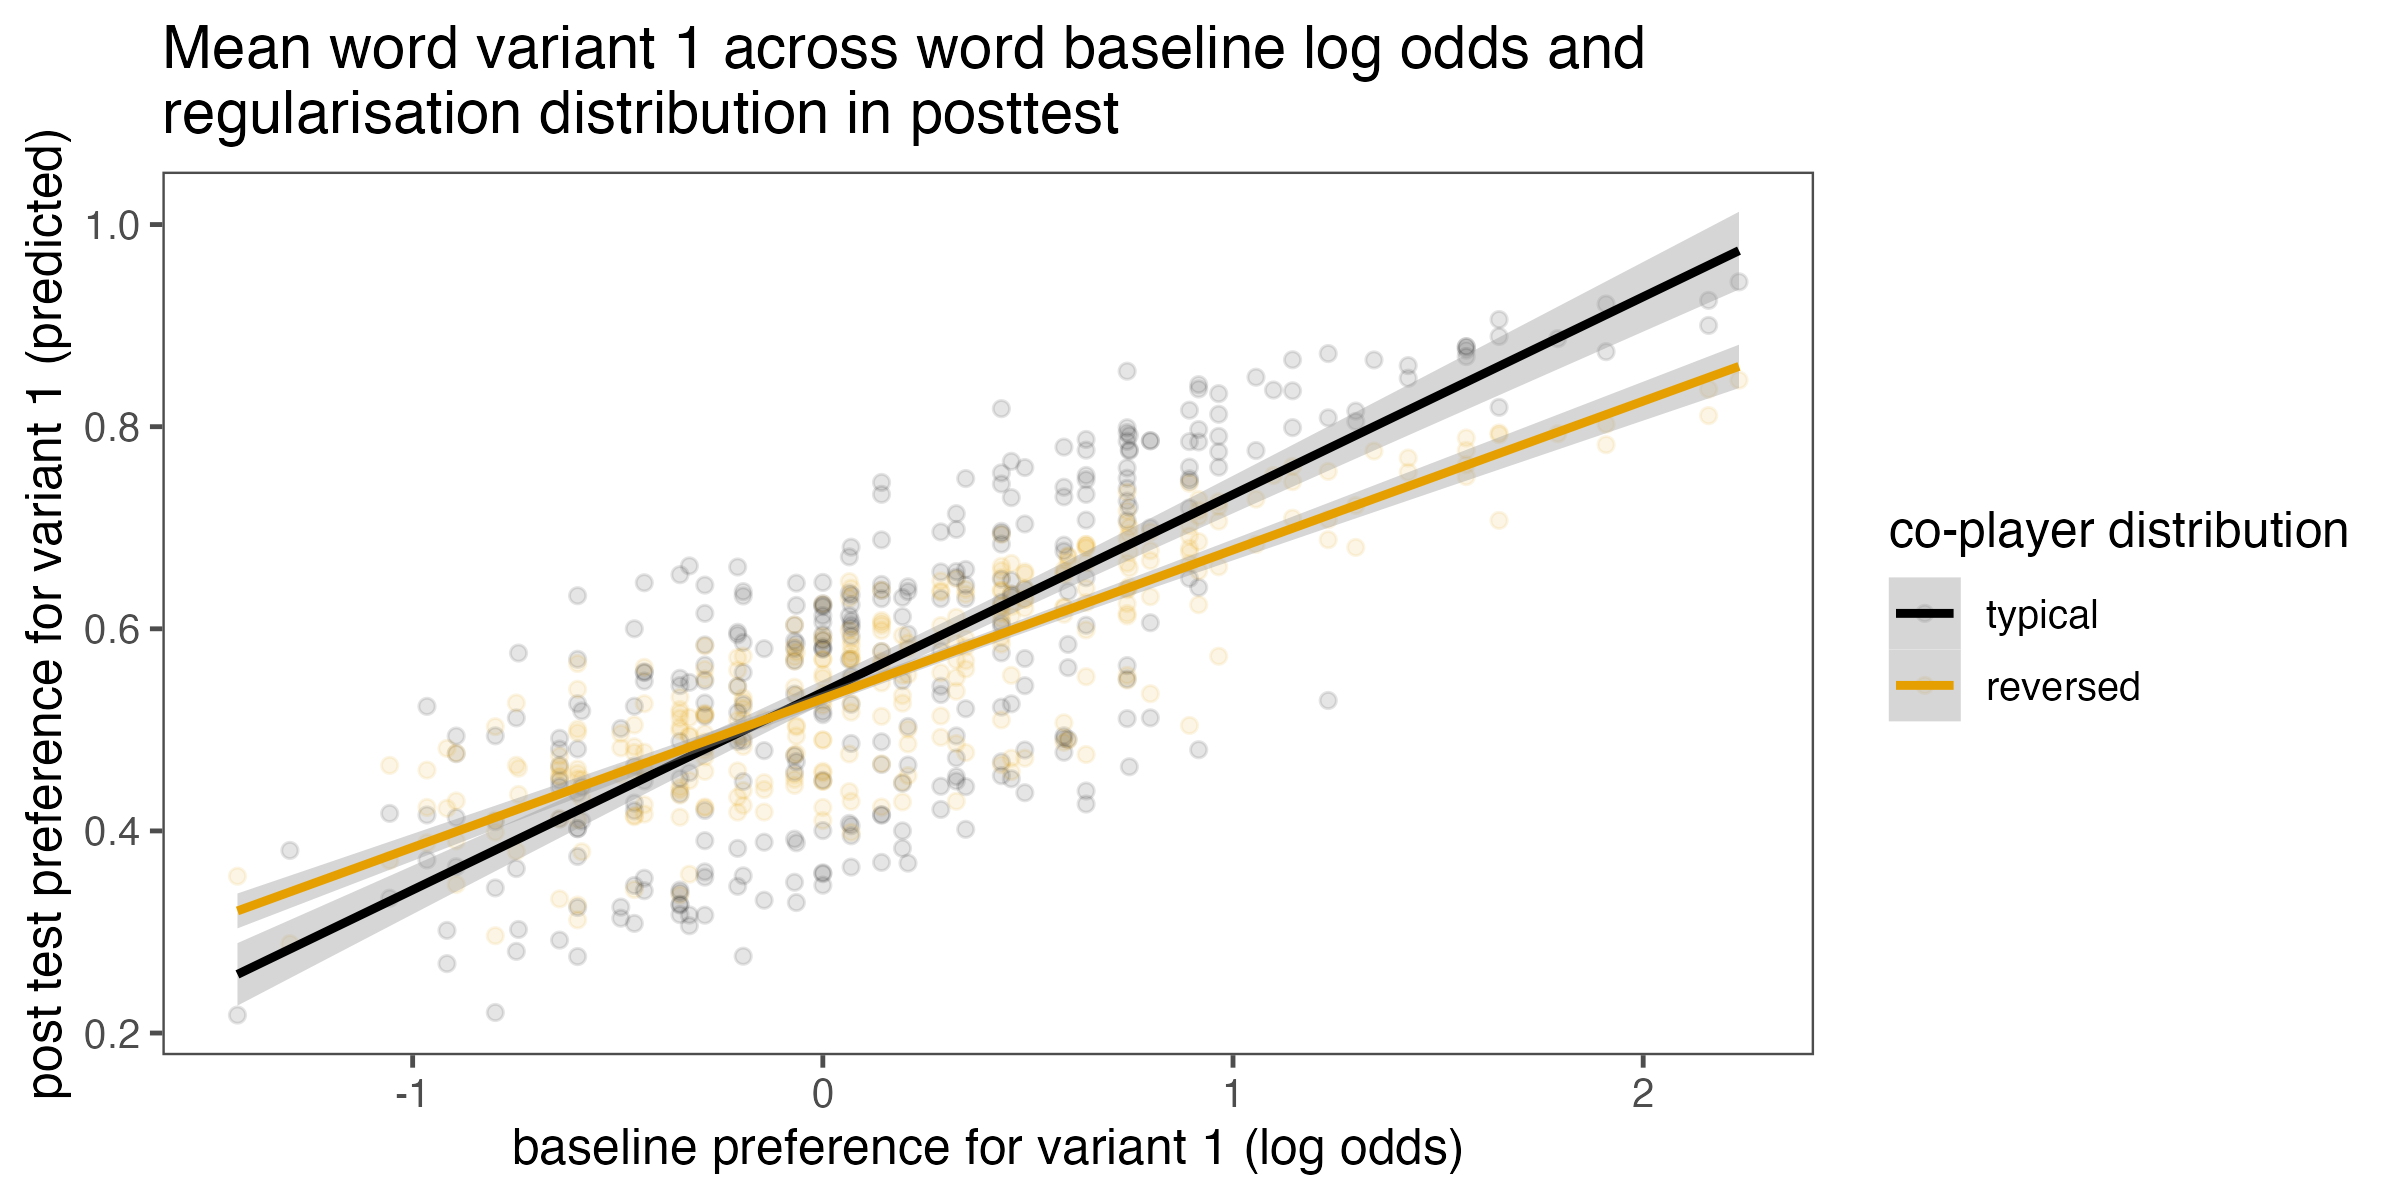 Mean word variant 1 across word baseline log odds and
regularisation distribution in posttest
post test preference for variant 1 (predicted)
1.0
0.8
0.6
0.4
0.2
-1
0
1
2
baseline preference for variant 1 (log odds)
co-player distribution
typical
reversed